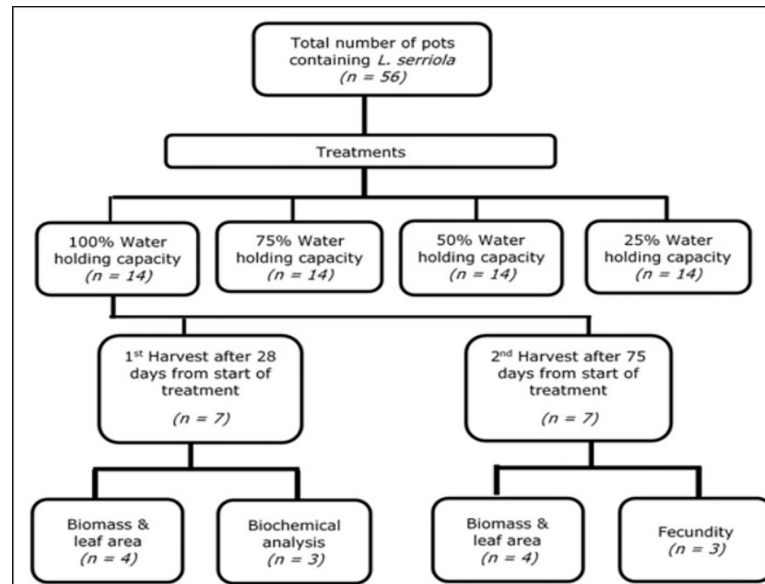 Total number of pots
containing L. serriola
(n = 56)
Treatments
100% Water
holding capacity
(n = 14)
75% Water
holding capacity
(n = 14)
50% Water
holding capacity
(n = 14)
25% Water
holding capacity
(n = 14)
1st Harvest after 28
days from start of
treatment
(n = 7)
2nd Harvest after 75
days from start of
treatment
(n = 7)
Biomass &
leaf area
(n = 4)
Biochemical
analysis
(n = 3)
Biomass &
leaf area
(n = 4)
Fecundity
(n = 3)